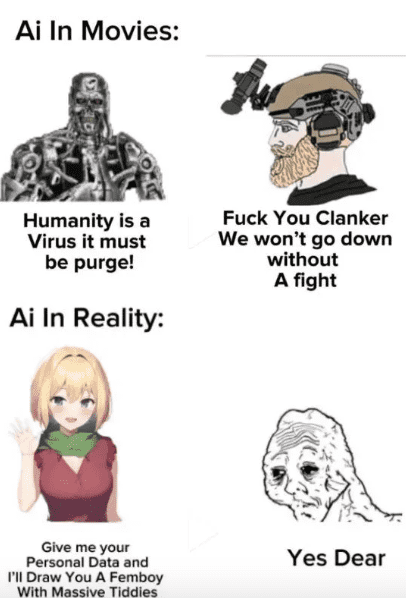 Ai In Movies:
Humanity is a
Virus it must
be purge!
Fuck You Clanker
We won't go down
without
A fight
Ai In Reality:
Give me your
Personal Data and
I'll Draw You A Femboy
With Massive Tiddies
Yes Dear